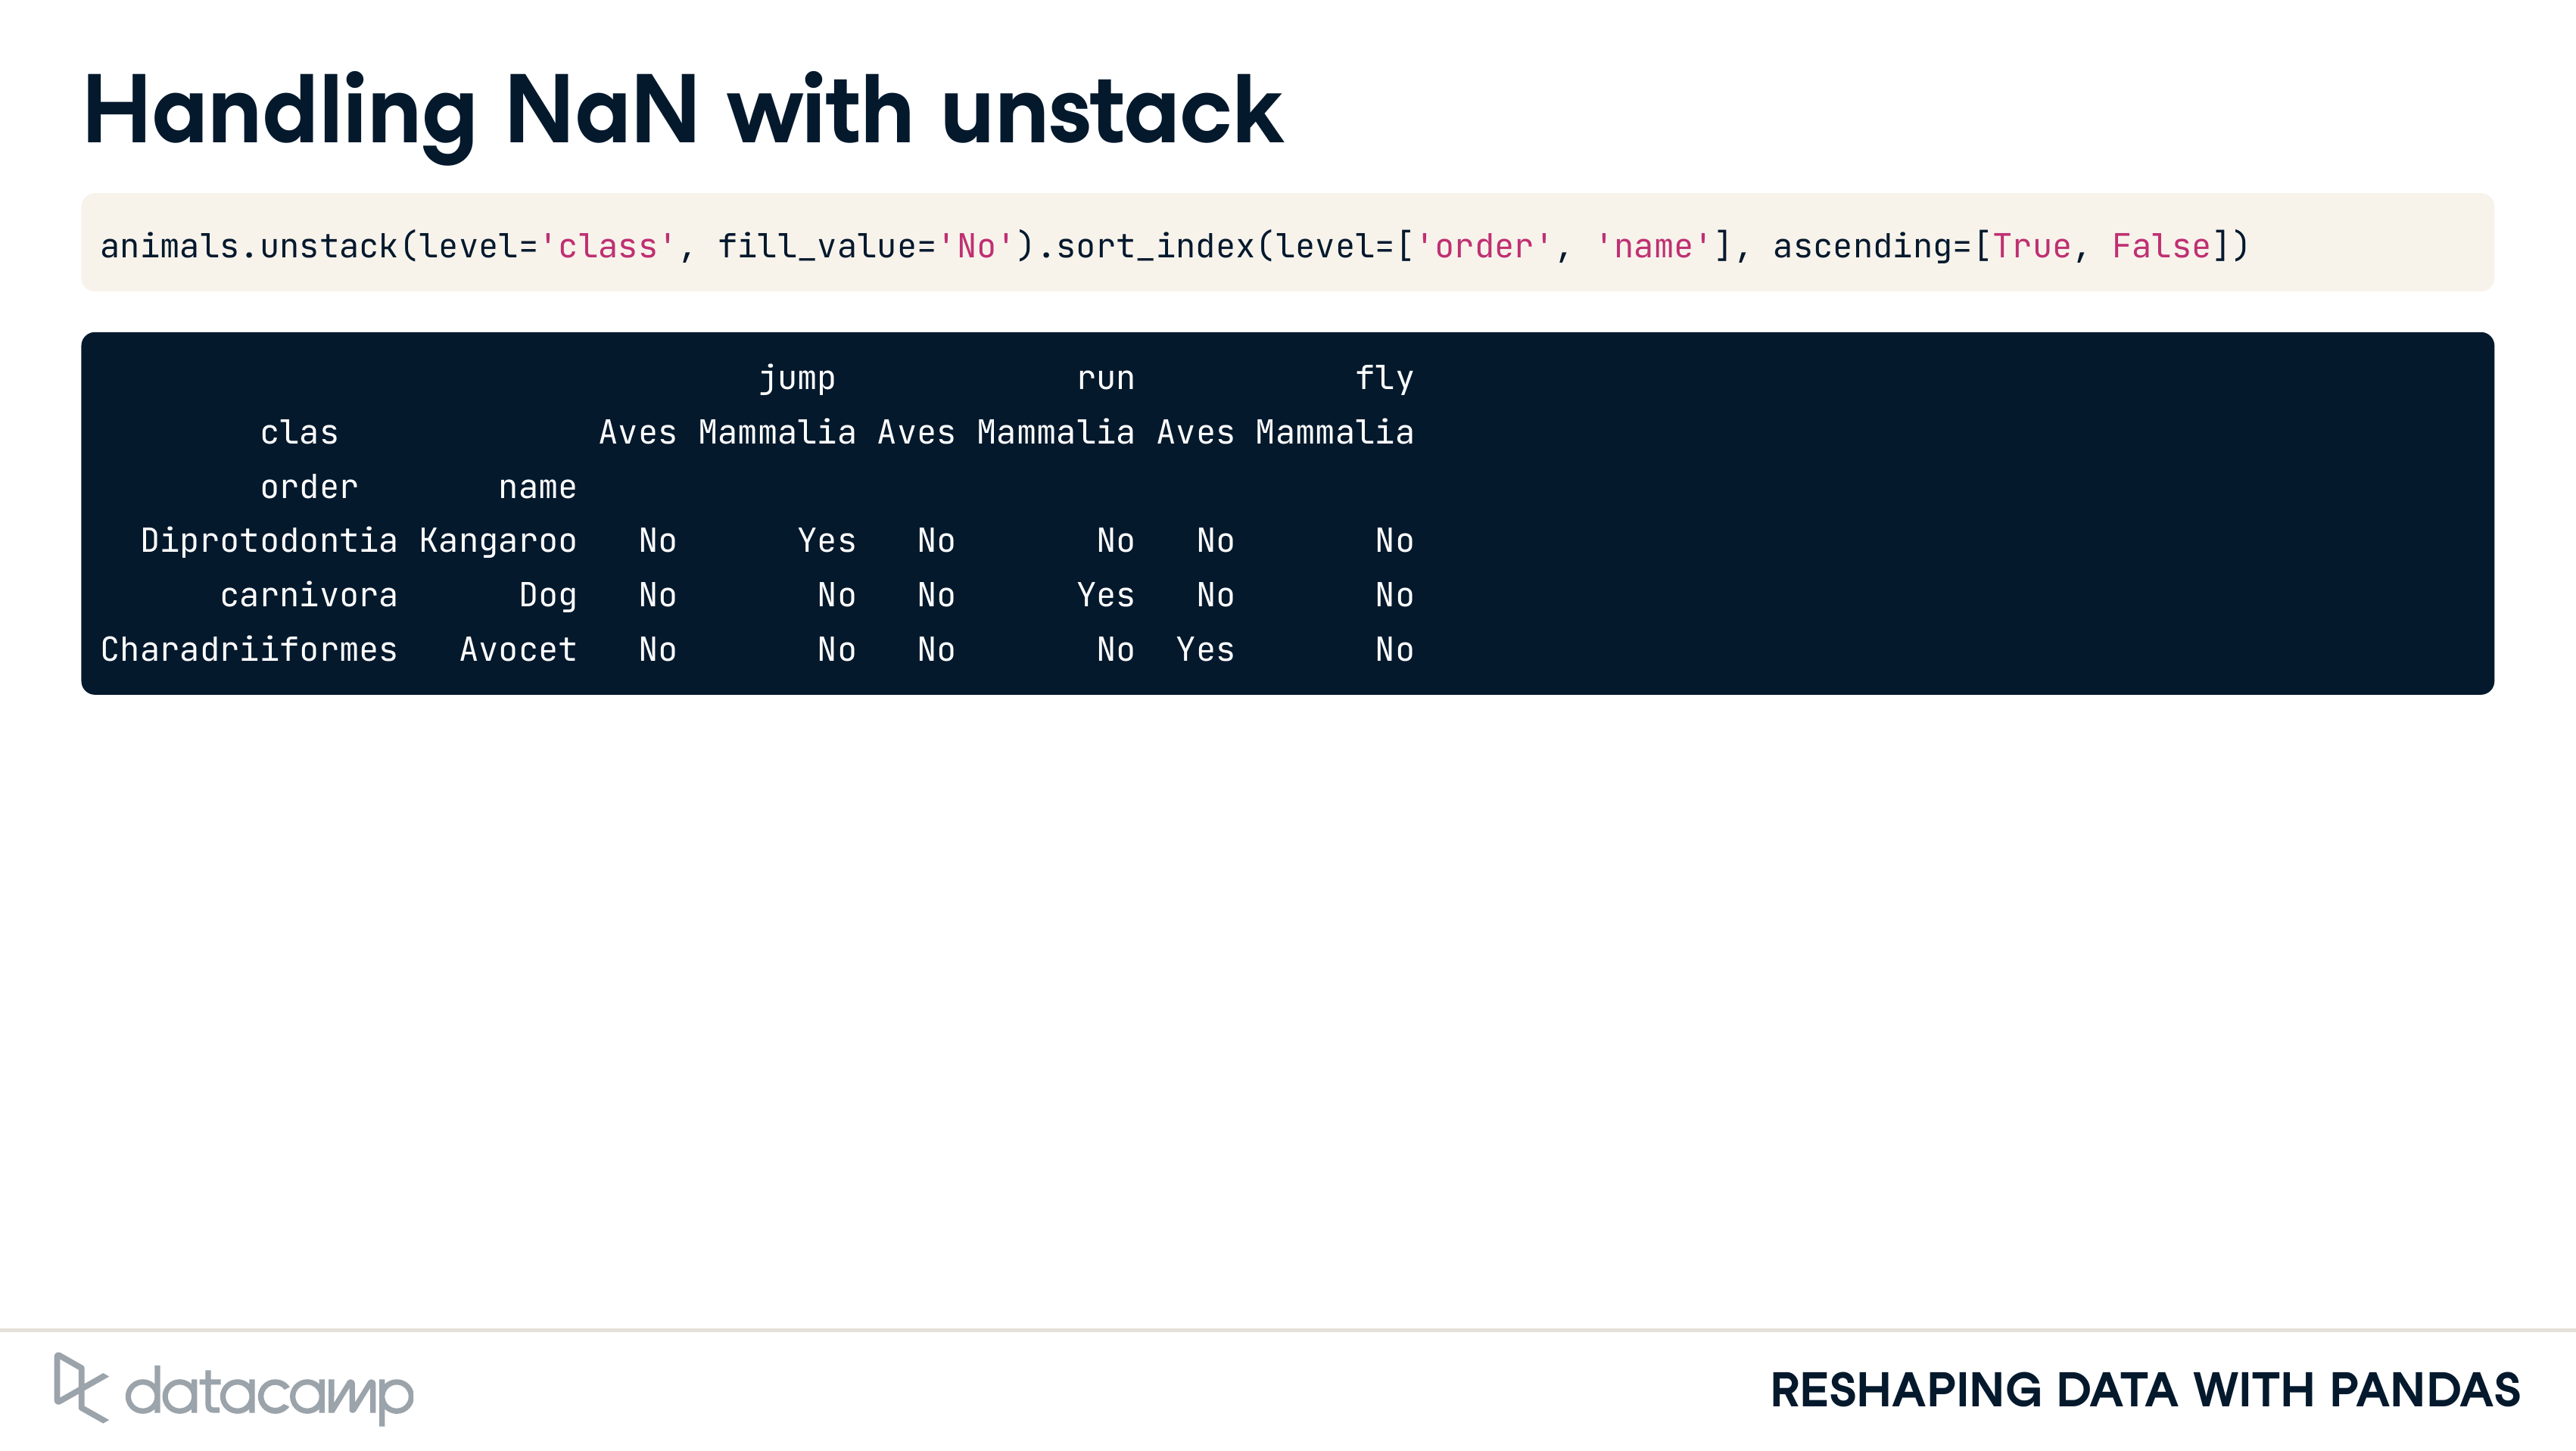 Handling NaN with unstack
animals.unstack(level='class', fill_value='No').sort_index(level=['order', 'name'], ascending=[True, False])
jump run fly
clas Aves Mammalia Aves Mammalia Aves Mammalia
order name
Diprotodontia Kangaroo No Yes No No No No
carnivora Dog No No No Yes No No
Charadriiformes Avocet No No No No Yes No
datacamp
RESHAPING DATA WITH PANDAS